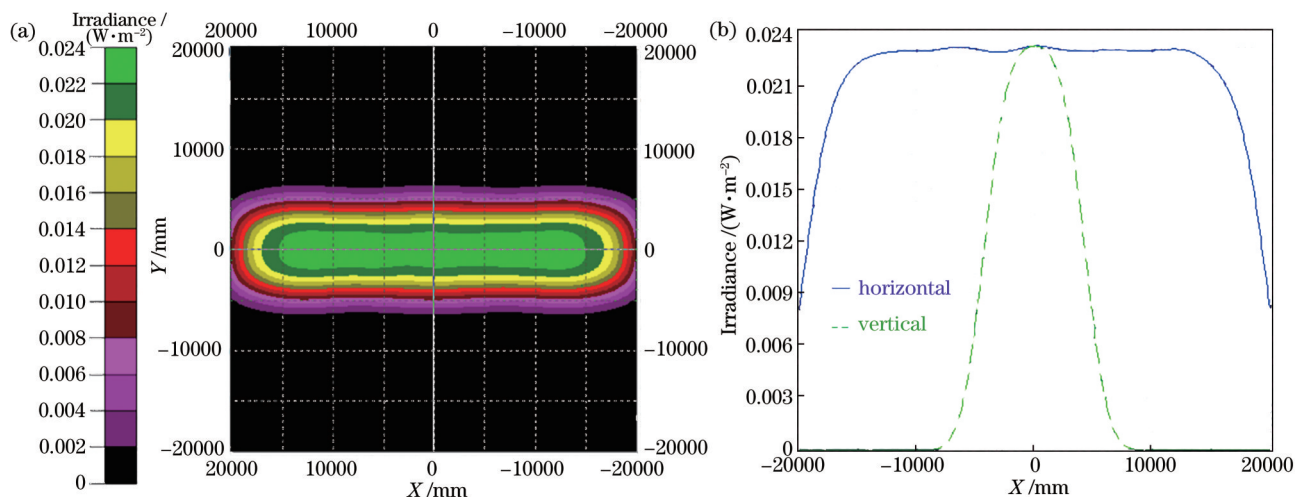 (a)
Irradiance /
(W·m⁻²)
0.024
0.022
0.020
0.018
0.016
0.014
0.012
0.010
0.008
0.006
0.004
0.002
0
20000 10000 0 -10000 -20000
20000 20000
10000 10000
Y /mm
0 0
-10000 -10000
-20000 -20000
20000 10000 0 -10000 -20000
X /mm
(b)
0.024
0.021
0.018
0.015
0.012
0.009
0.006
0.003
0
Irradiance /(W·m⁻²)
horizontal
vertical
-20000 -10000 0 10000 20000
X /mm